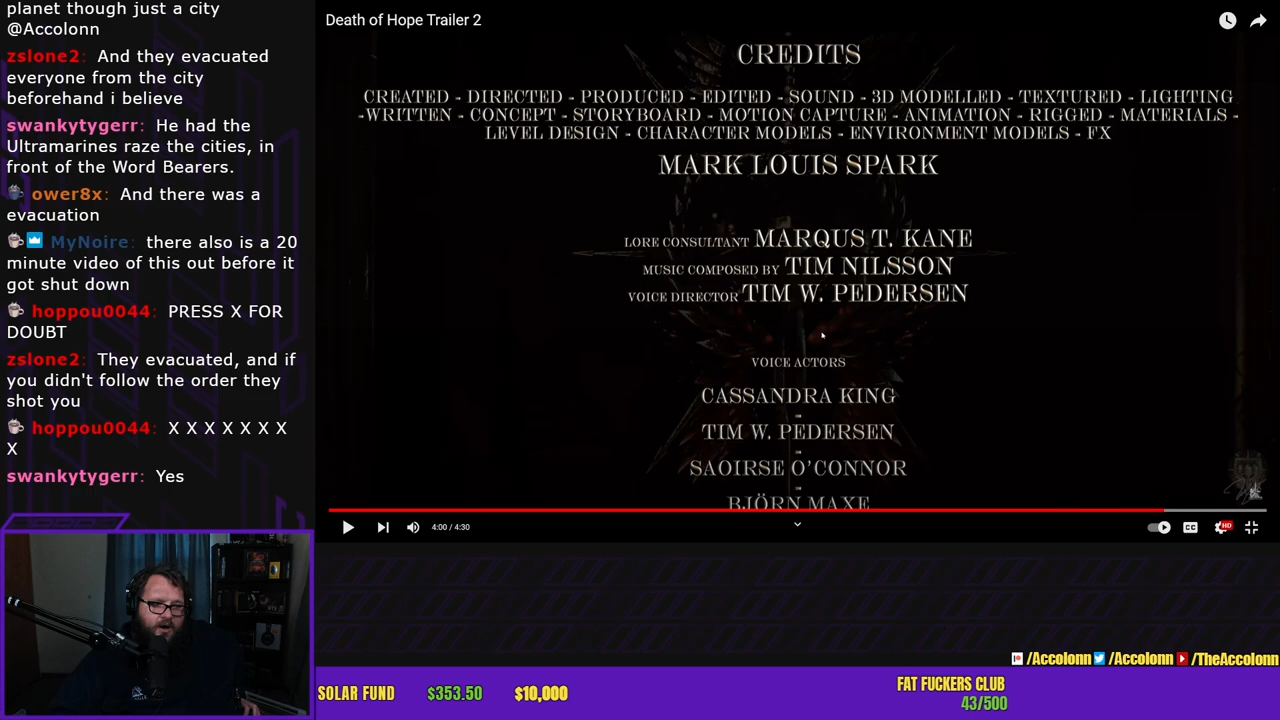 planet though just a city
@Accolonn
zslone2: And they evacuated
everyone from the city
beforehand i believe
swankytygerr: He had the
Ultramarines raze the cities, in
front of the Word Bearers.
ower8x: And there was a
evacuation
MyNoire: there also is a 20
minute video of this out before it
got shut down
hoppou0044: PRESS X FOR
DOUBT
zslone2: They evacuated, and if
you didn't follow the order they
shot you
hoppou0044: X X X X X X X
X
swankytygerr: Yes
Death of Hope Trailer 2
CREDITS
CREATED - DIRECTED - PRODUCED - EDITED - SOUND - 3D MODELLED - TEXTURED - LIGHTING
-WRITTEN - CONCEPT - STORYBOARD - MOTION CAPTURE - ANIMATION - RIGGED - MATERIALS -
LEVEL DESIGN - CHARACTER MODELS - ENVIRONMENT MODELS - FX
MARK LOUIS SPARK
LORE CONSULTANT MARQUS T. KANE
MUSIC COMPOSED BY TIM NILSSON
VOICE DIRECTOR TIM W. PEDERSEN
VOICE ACTORS
CASSANDRA KING
-
TIM W. PEDERSEN
-
SAOIRSE O'CONNOR
-
BJÖRN MAXE
4:00 / 4:30
CC
HD
/Accolonn /Accolonn /TheAccolonn
SOLAR FUND $353.50 $10,000
FAT FUCKERS CLUB
43/500